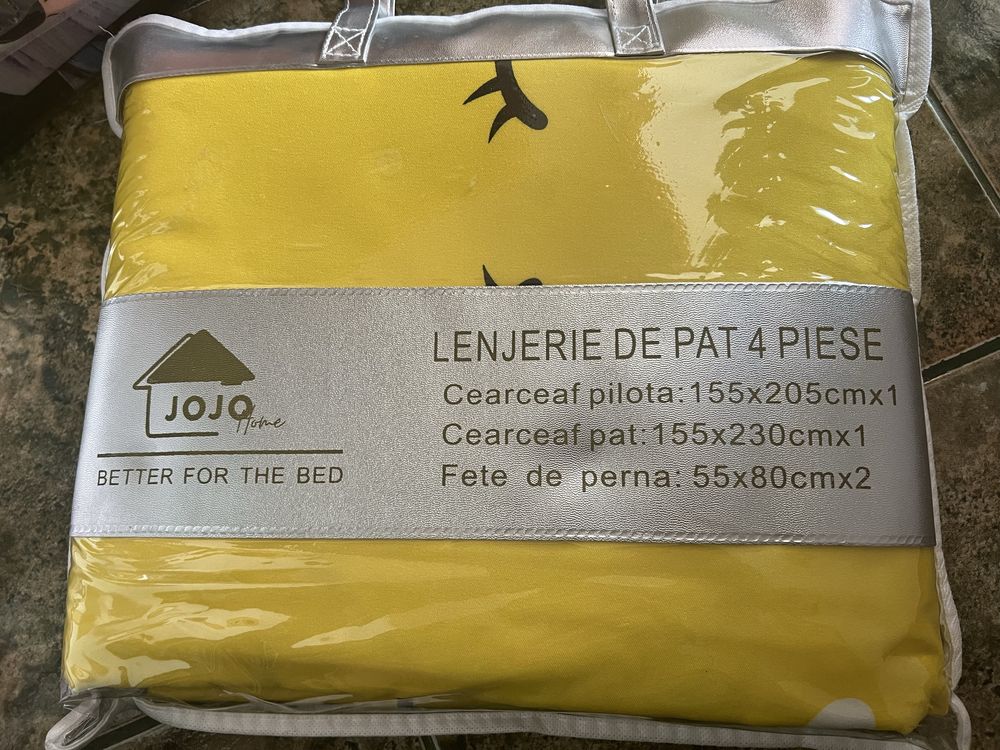 JOJO
Home
BETTER FOR THE BED
LENJERIE DE PAT 4 PIESE
Cearceaf pilota:155x205cmx1
Cearceaf pat:155x230cmx1
Fete de perna: 55x80cmx2